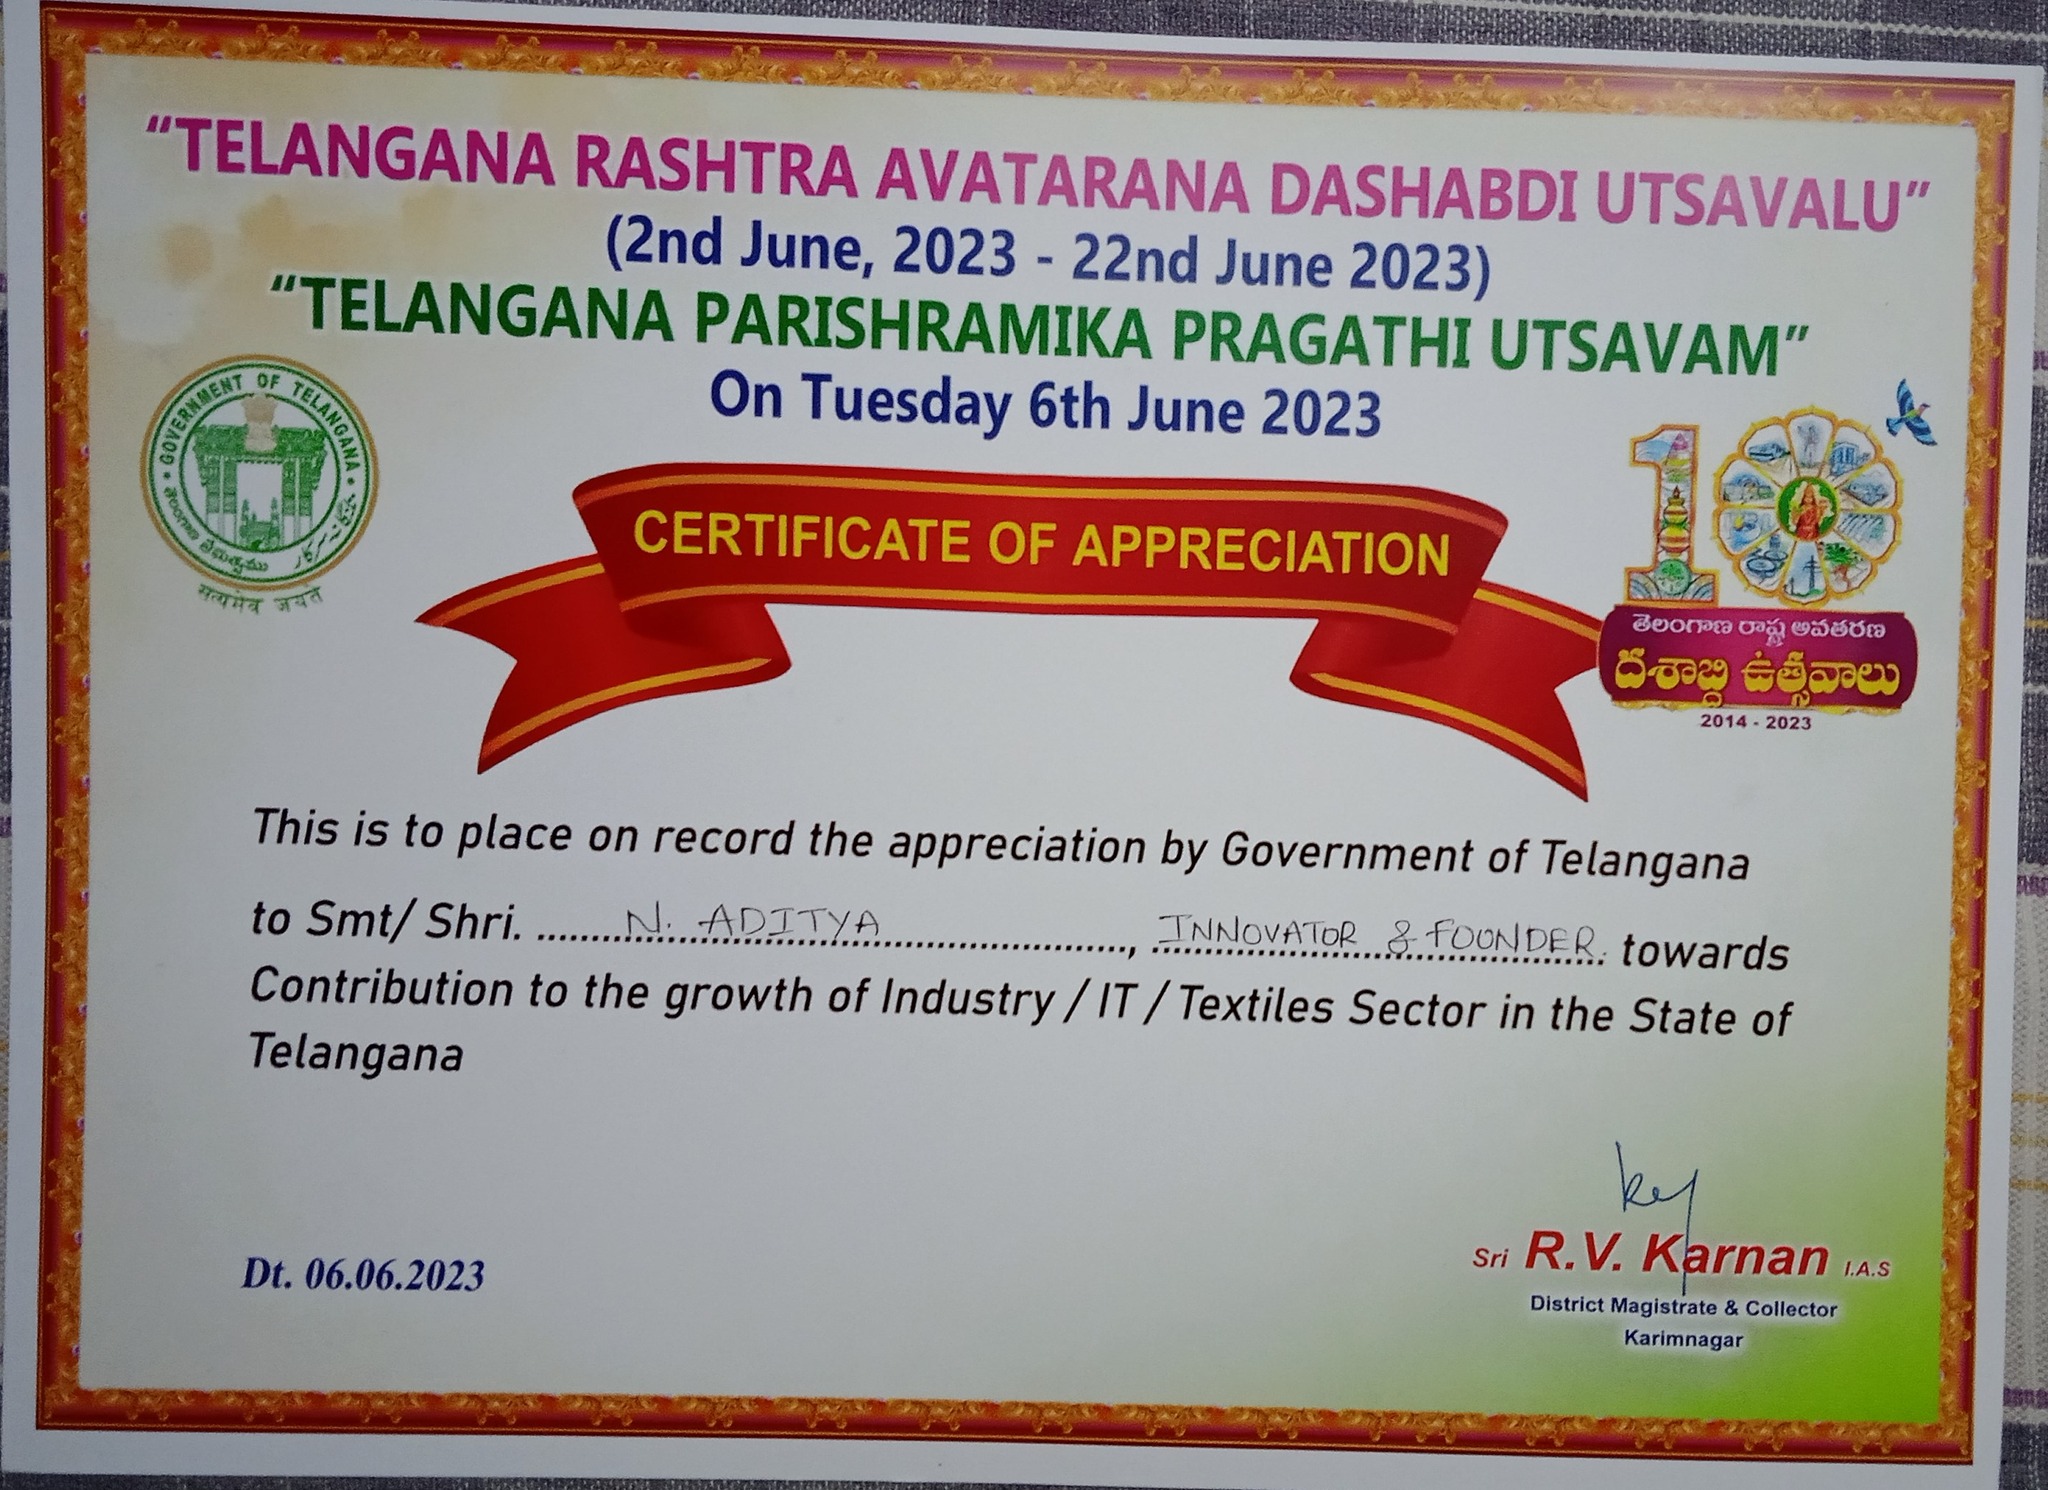 “TELANGANA RASHTRA AVATARANA DASHABDI UTSAVALU”
(2nd June, 2023 - 22nd June 2023)
“TELANGANA PARISHRAMIKA PRAGATHI UTSAVAM”
On Tuesday 6th June 2023
GOVERNMENT OF TELANGANA
తెలంగాణ ప్రభుత్వము
सत्यमेव जयते
CERTIFICATE OF APPRECIATION
10
తెలంగాణ రాష్ట్ర అవతరణ
దశాబ్ది ఉత్సవాలు
2014 - 2023
This is to place on record the appreciation by Government of Telangana
to Smt/ Shri. ........N. ADITYA........................, INNOVATOR & FOUNDER. towards
Contribution to the growth of Industry / IT / Textiles Sector in the State of
Telangana
Dt. 06.06.2023
Sri R.V. Karnan I.A.S
District Magistrate & Collector
Karimnagar